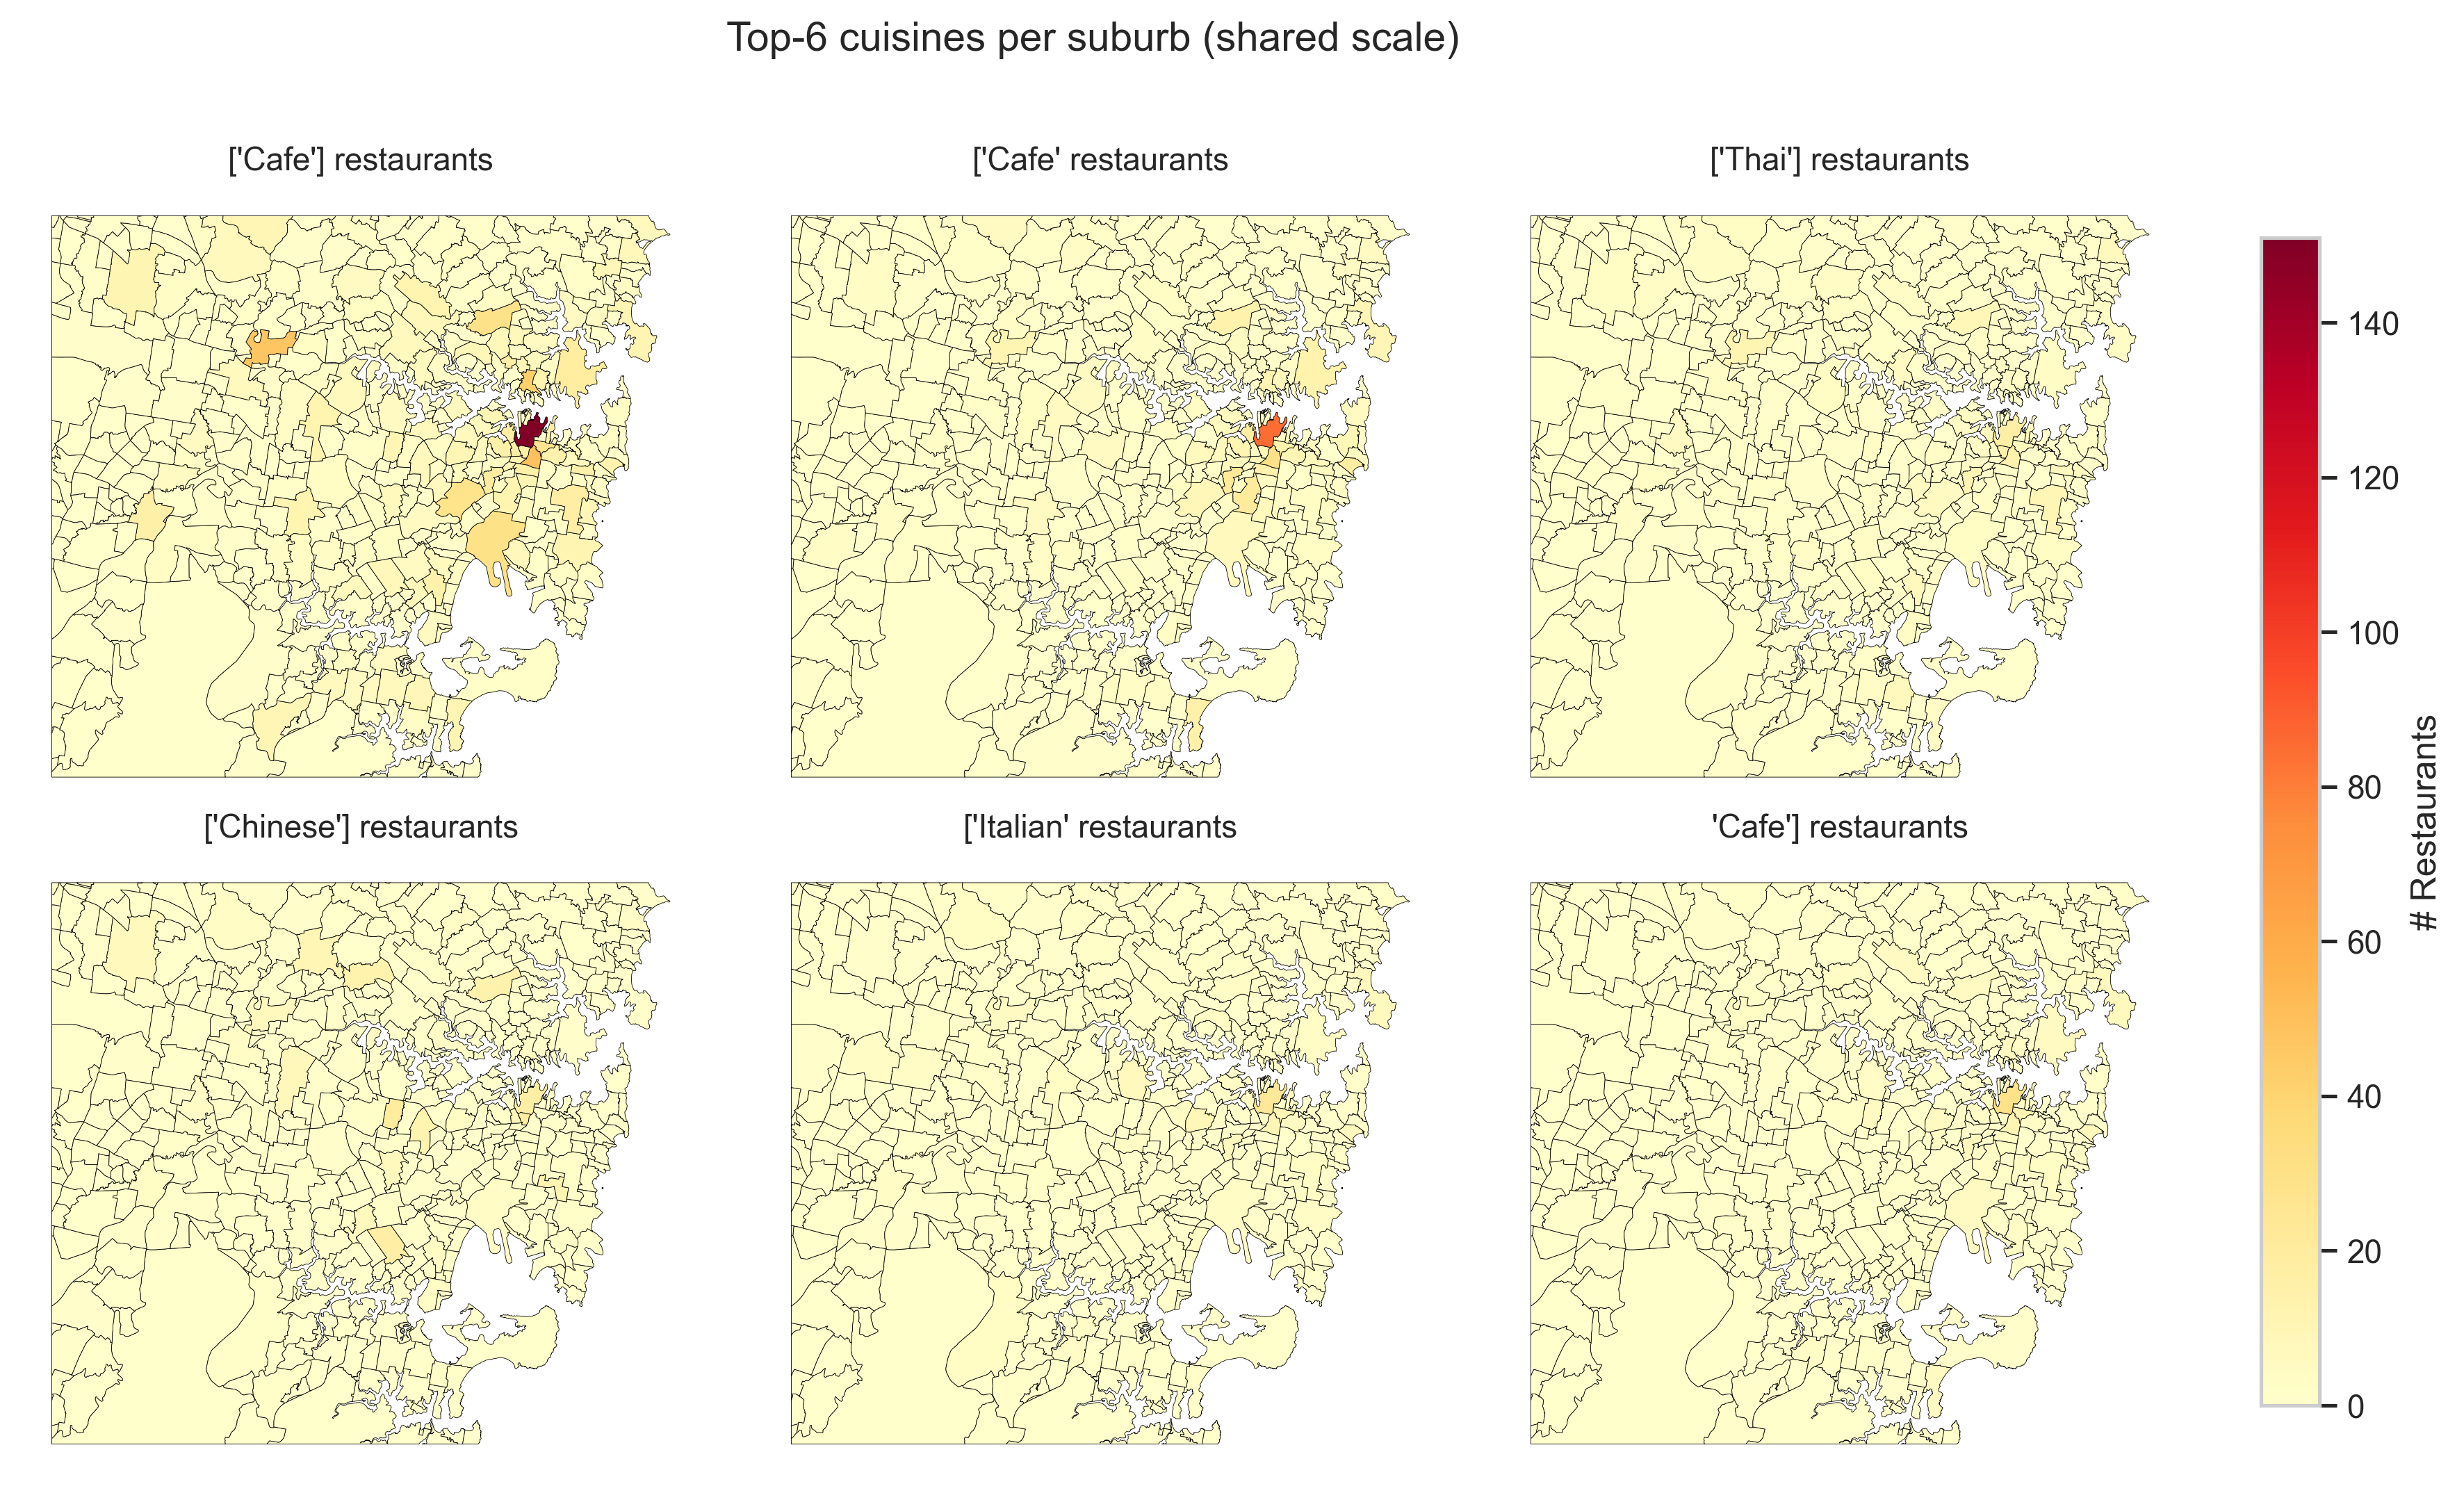 Top-6 cuisines per suburb (shared scale)
['Cafe'] restaurants
['Cafe' restaurants
['Thai'] restaurants
['Chinese'] restaurants
['Italian' restaurants
'Cafe'] restaurants
140
120
100
80
60
40
20
0
# Restaurants